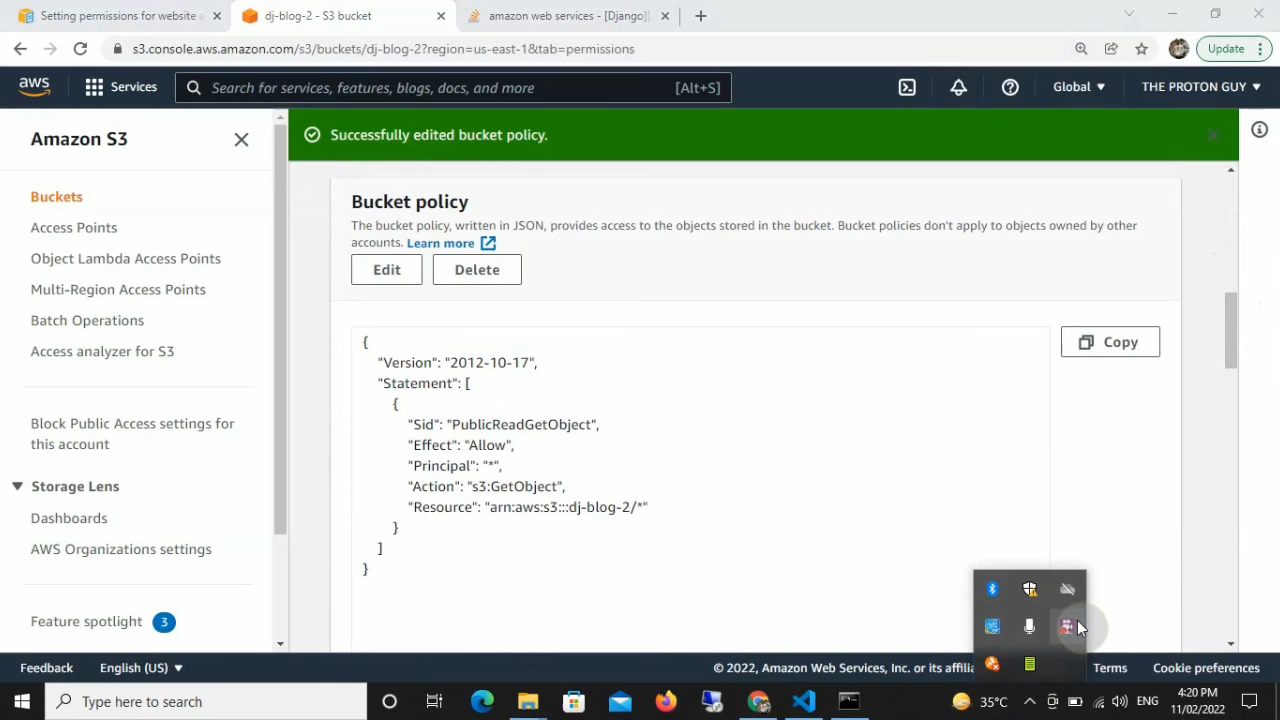 Setting permissions for website a
dj-blog-2 - S3 bucket
amazon web services - [Django]
s3.console.aws.amazon.com/s3/buckets/dj-blog-2?region=us-east-1&tab=permissions
Update
aws
Services
Search for services, features, blogs, docs, and more
[Alt+S]
Global
THE PROTON GUY
Amazon S3
Buckets
Access Points
Object Lambda Access Points
Multi-Region Access Points
Batch Operations
Access analyzer for S3
Block Public Access settings for
this account
Storage Lens
Dashboards
AWS Organizations settings
Feature spotlight 3
Successfully edited bucket policy.
Bucket policy
The bucket policy, written in JSON, provides access to the objects stored in the bucket. Bucket policies don't apply to objects owned by other
accounts. Learn more
Edit
Delete
Copy
{
"Version": "2012-10-17",
"Statement": [
{
"Sid": "PublicReadGetObject",
"Effect": "Allow",
"Principal": "*",
"Action": "s3:GetObject",
"Resource": "arn:aws:s3:::dj-blog-2/*"
}
]
}
Feedback
English (US)
© 2022, Amazon Web Services, Inc. or its affilia
Terms
Cookie preferences
Type here to search
35°C
ENG
4:20 PM
11/02/2022